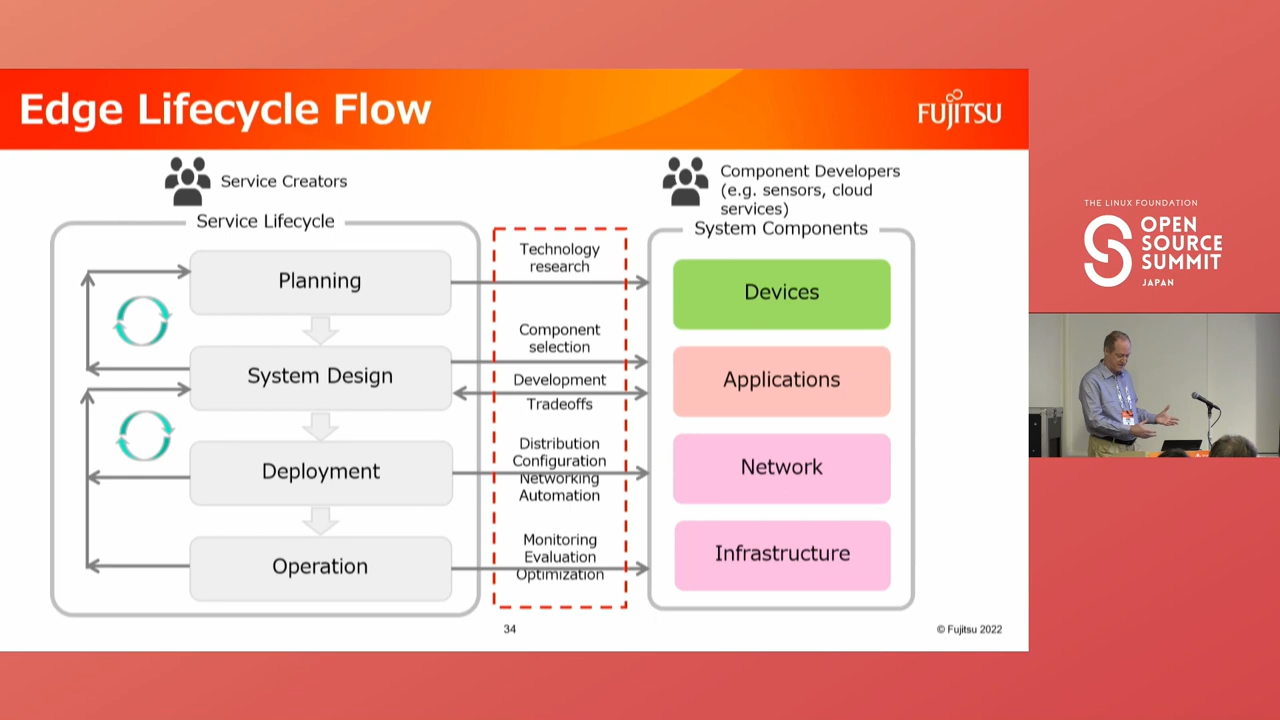 Edge Lifecycle Flow
FUJITSU
Service Creators
Component Developers
(e.g. sensors, cloud
services)
Service Lifecycle
System Components
Planning
System Design
Deployment
Operation
Technology
research
Component
selection
Development
Tradeoffs
Distribution
Configuration
Networking
Automation
Monitoring
Evaluation
Optimization
Devices
Applications
Network
Infrastructure
34
© Fujitsu 2022
THE LINUX FOUNDATION
OPEN
SOURCE
SUMMIT
JAPAN